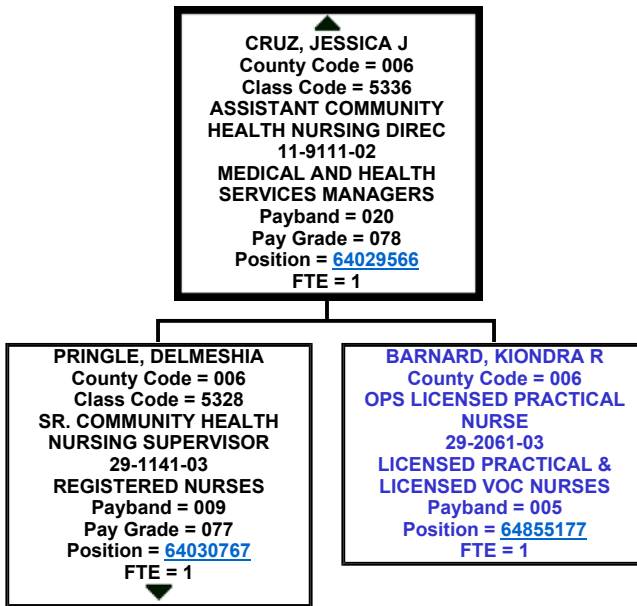 CRUZ, JESSICA J
County Code = 006
Class Code = 5336
ASSISTANT COMMUNITY
HEALTH NURSING DIREC
11-9111-02
MEDICAL AND HEALTH
SERVICES MANAGERS
Payband = 020
Pay Grade = 078
Position = 64029566
FTE = 1
PRINGLE, DELMESHIA
County Code = 006
Class Code = 5328
SR. COMMUNITY HEALTH
NURSING SUPERVISOR
29-1141-03
REGISTERED NURSES
Payband = 009
Pay Grade = 077
Position = 64030767
FTE = 1
BARNARD, KIONDRA R
County Code = 006
OPS LICENSED PRACTICAL
NURSE
29-2061-03
LICENSED PRACTICAL &
LICENSED VOC NURSES
Payband = 005
Position = 64855177
FTE = 1